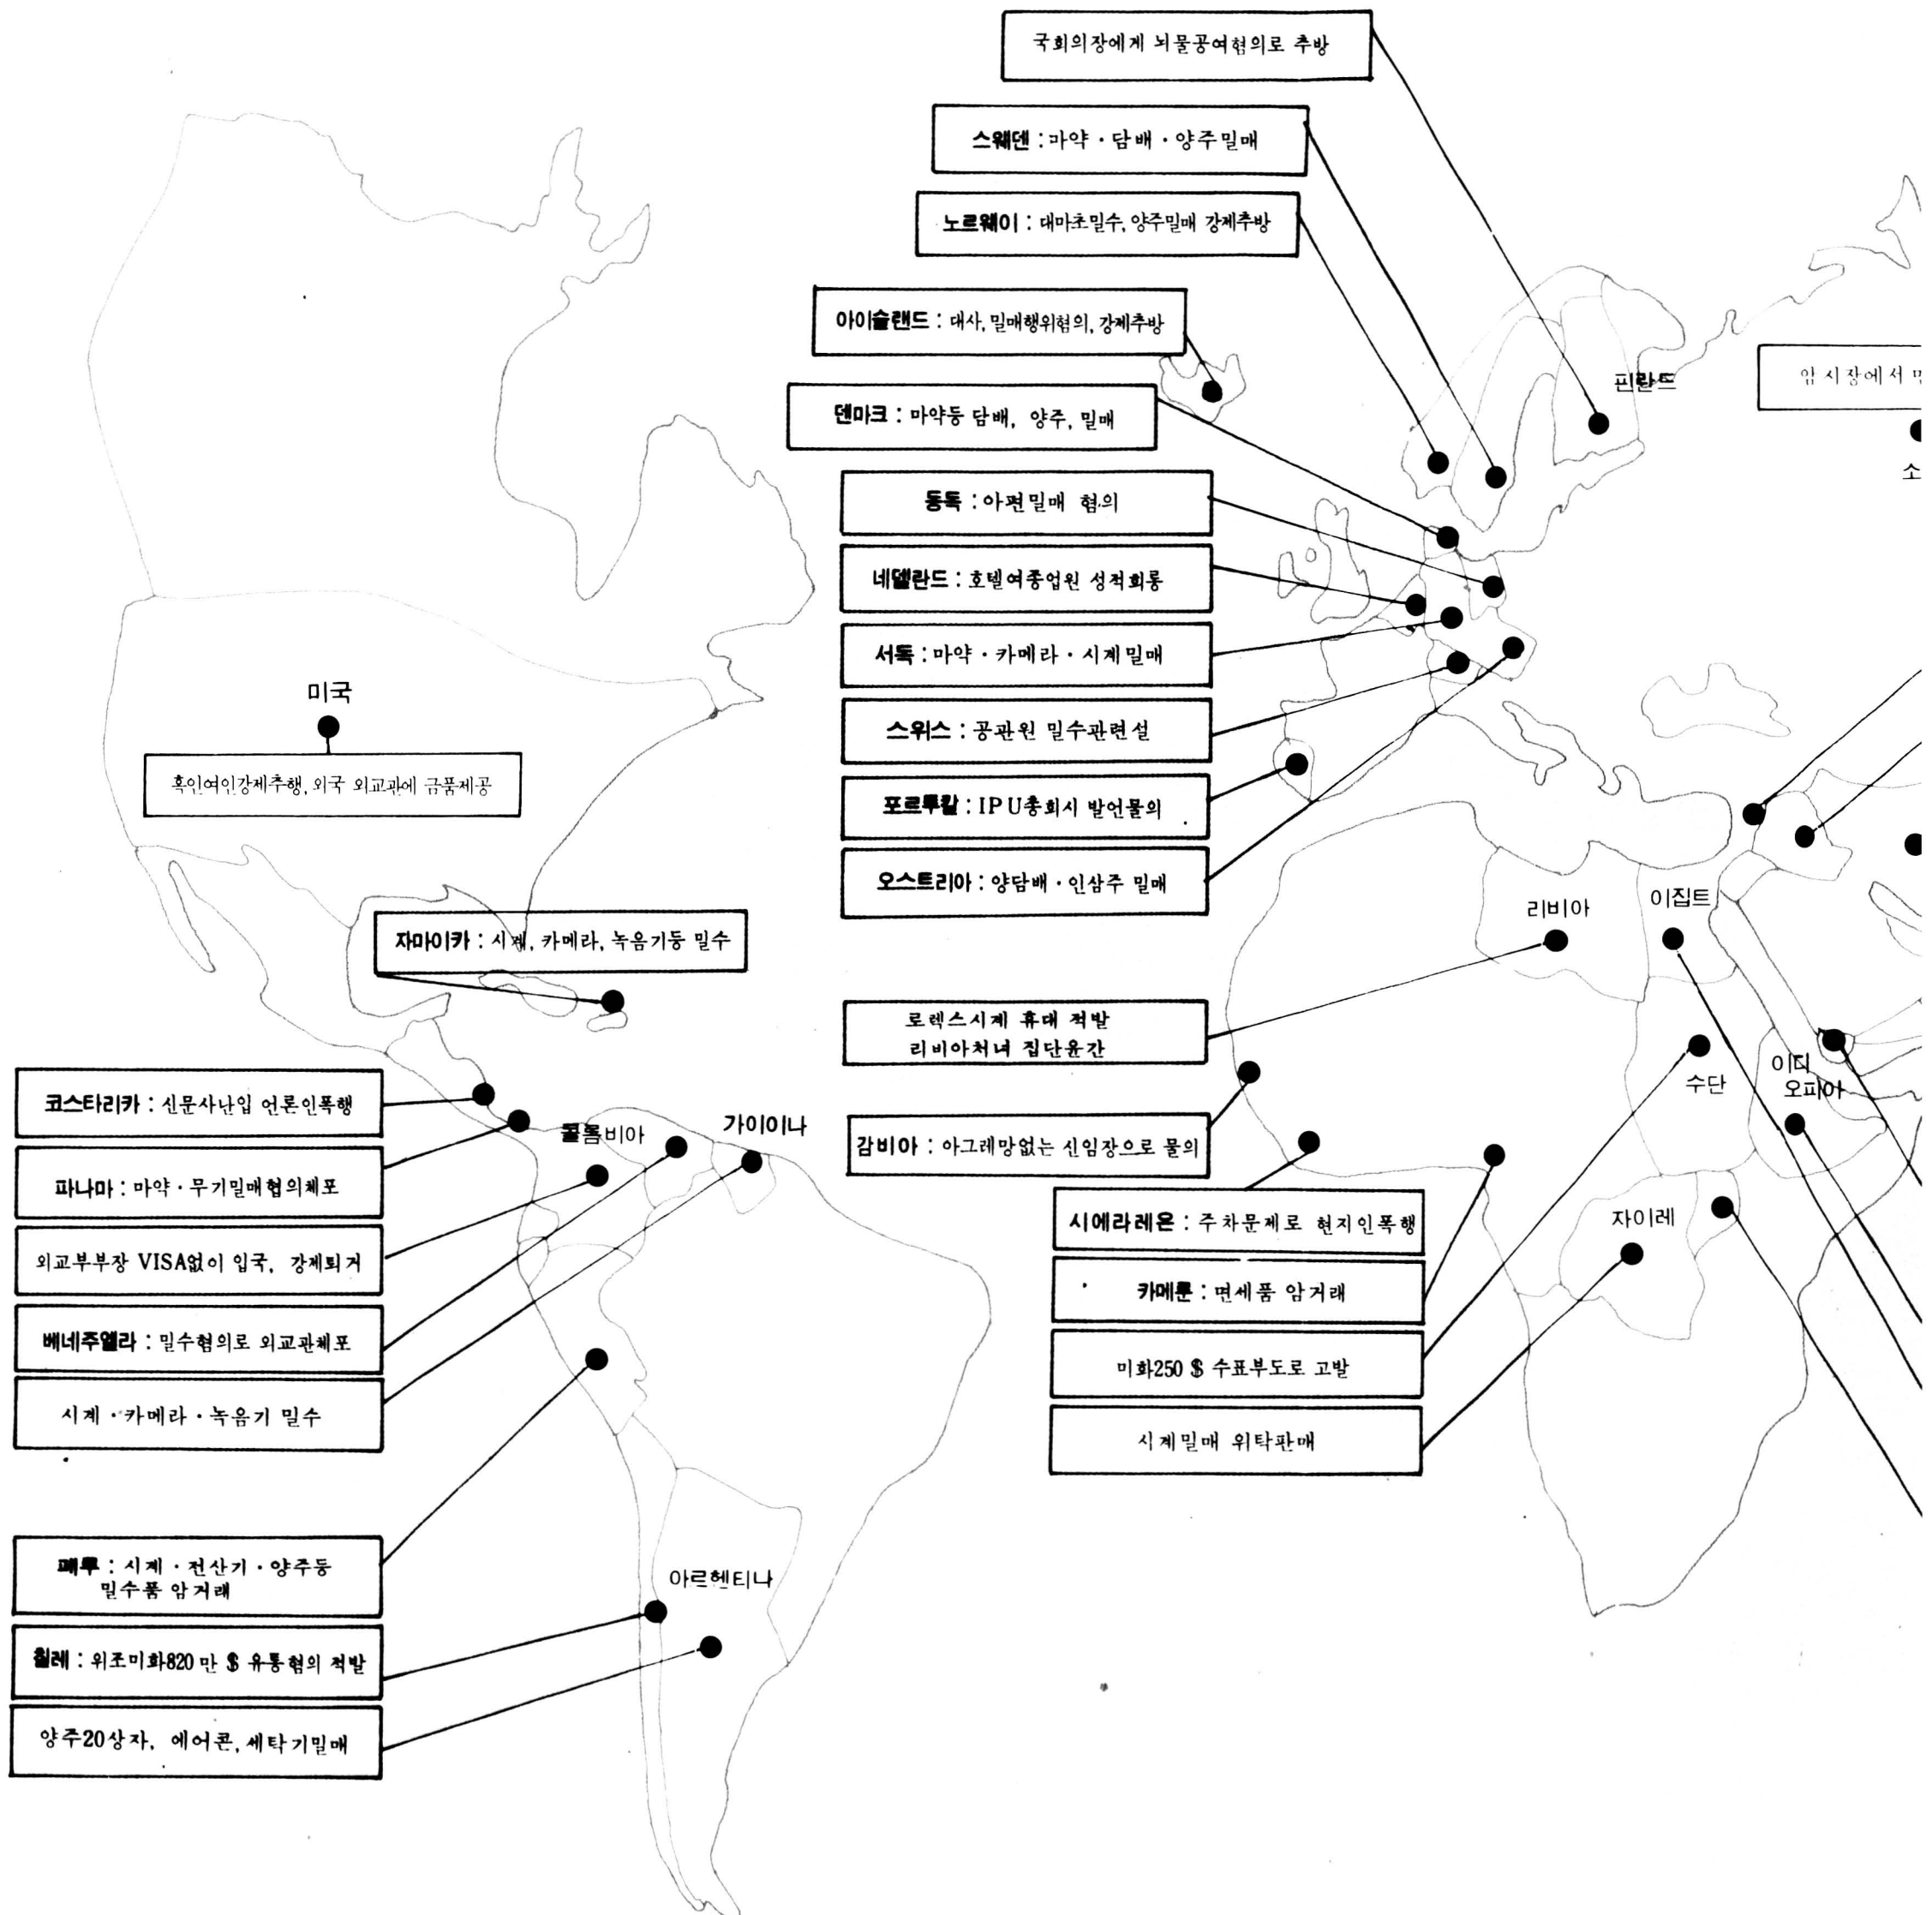 국회의장에게 뇌물공여혐의로 추방
스웨덴 : 마약 · 담배 · 양주밀매
노르웨이 : 대마초밀수, 양주밀매 강제추방
아이슬랜드 : 대사, 밀매행위혐의, 강제추방
핀란드
암시장에서
덴마크 : 마약등 담배, 양주, 밀매
소
동독 : 아편밀매 혐의
네델란드 : 호텔여종업원 성적희롱
서독 : 마약 · 카메라 · 시계밀매
미국
흑인여인강제추행, 외국 외교관에 금품제공
스위스 : 공관원 밀수관련설
포르투칼 : IPU총회시 발언물의
오스트리아 : 양담배 · 인삼주 밀매
리비아
이집트
자마이카 : 시계, 카메라, 녹음기등 밀수
로렉스시계 휴대 적발
리비아처녀 집단윤간
수단
이디
오피아
코스타리카 : 신문사난입 언론인폭행
콜롬비아
가이이나
감비아 : 아그레망없는 신임장으로 물의
파나마 : 마약 · 무기밀매협의체포
시에라레온 : 주차문제로 현지인폭행
자이레
외교부부장 VISA없이 입국, 강제퇴거
카메룬 : 면세품 암거래
베네주엘라 : 밀수혐의로 외교관체포
미화250 $ 수표부도로 고발
시계 · 카메라 · 녹음기 밀수
시계밀매 위탁판매
페루 : 시계 · 전산기 · 양주등
밀수품 암거래
아르헨티나
칠레 : 위조미화820만 $ 유통혐의 적발
양주20상자, 에어콘, 세탁기밀매